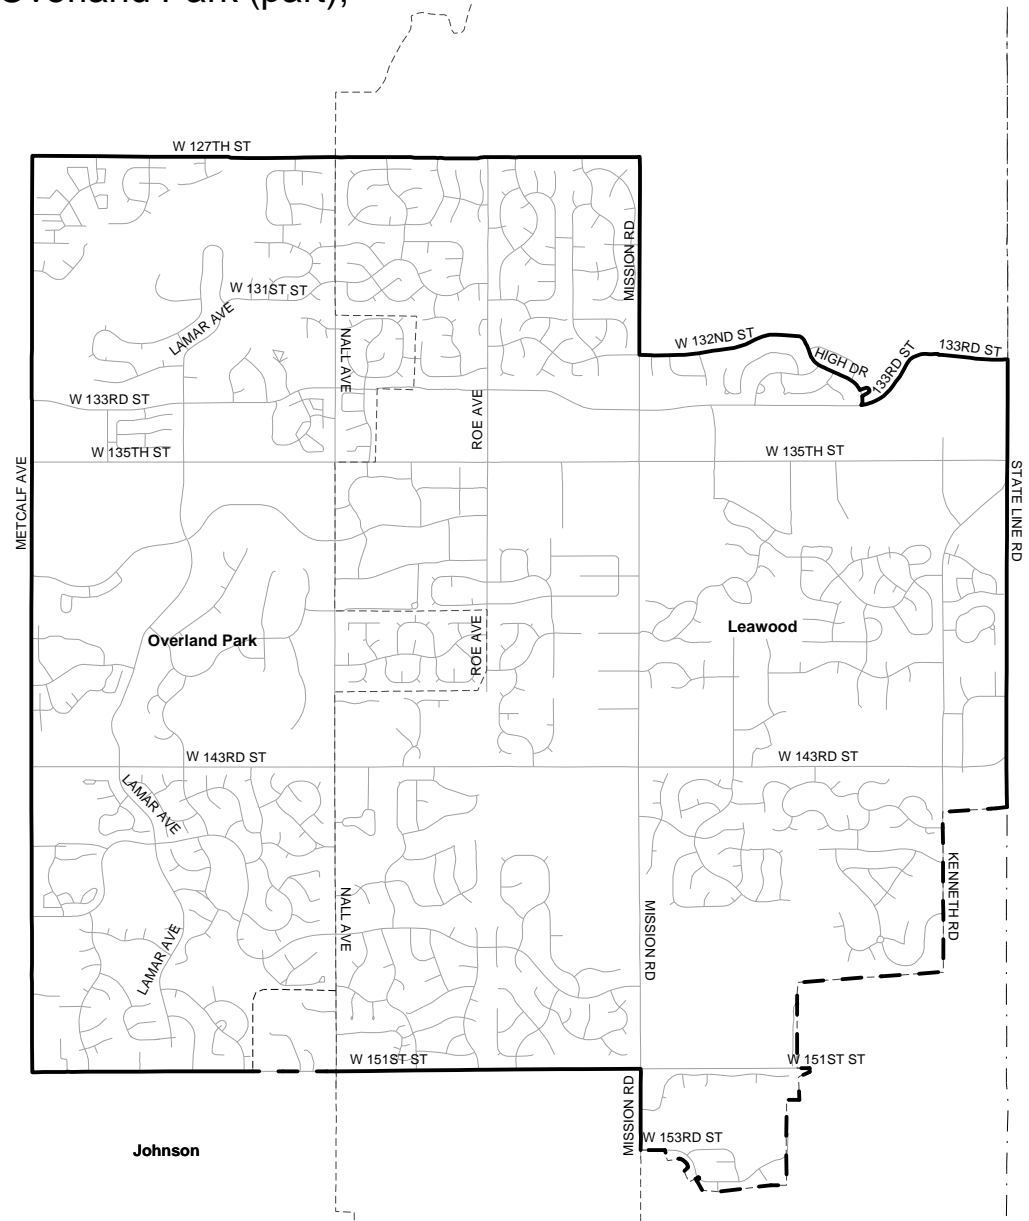 Overland Park (part),
W 127TH ST
MISSION RD
W 131ST ST
LAMAR AVE
NALL AVE
W 132ND ST
HIGH DR
133RD ST
133RD ST
W 133RD ST
ROE AVE
W 135TH ST
W 135TH ST
METCALF AVE
STATE LINE RD
Overland Park
ROE AVE
Leawood
W 143RD ST
W 143RD ST
LAMAR AVE
KENNETH RD
NALL AVE
MISSION RD
LAMAR AVE
W 151ST ST
W 151ST ST
MISSION RD
W 153RD ST
Johnson